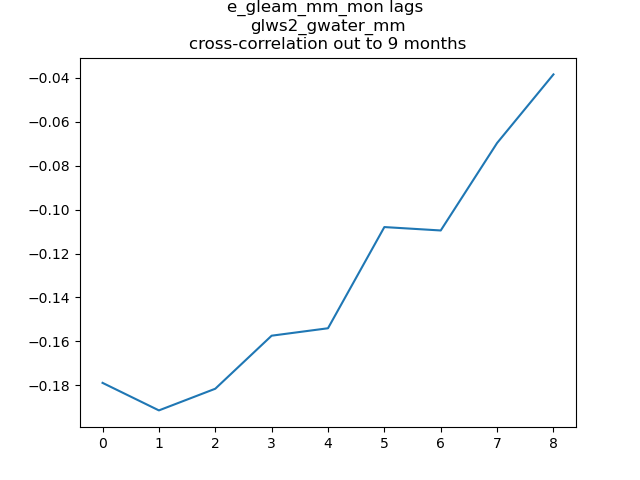 e_gleam_mm_mon lags
glws2_gwater_mm
cross-correlation out to 9 months
−0.04
−0.06
−0.08
−0.10
−0.12
−0.14
−0.16
−0.18
0 1 2 3 4 5 6 7 8